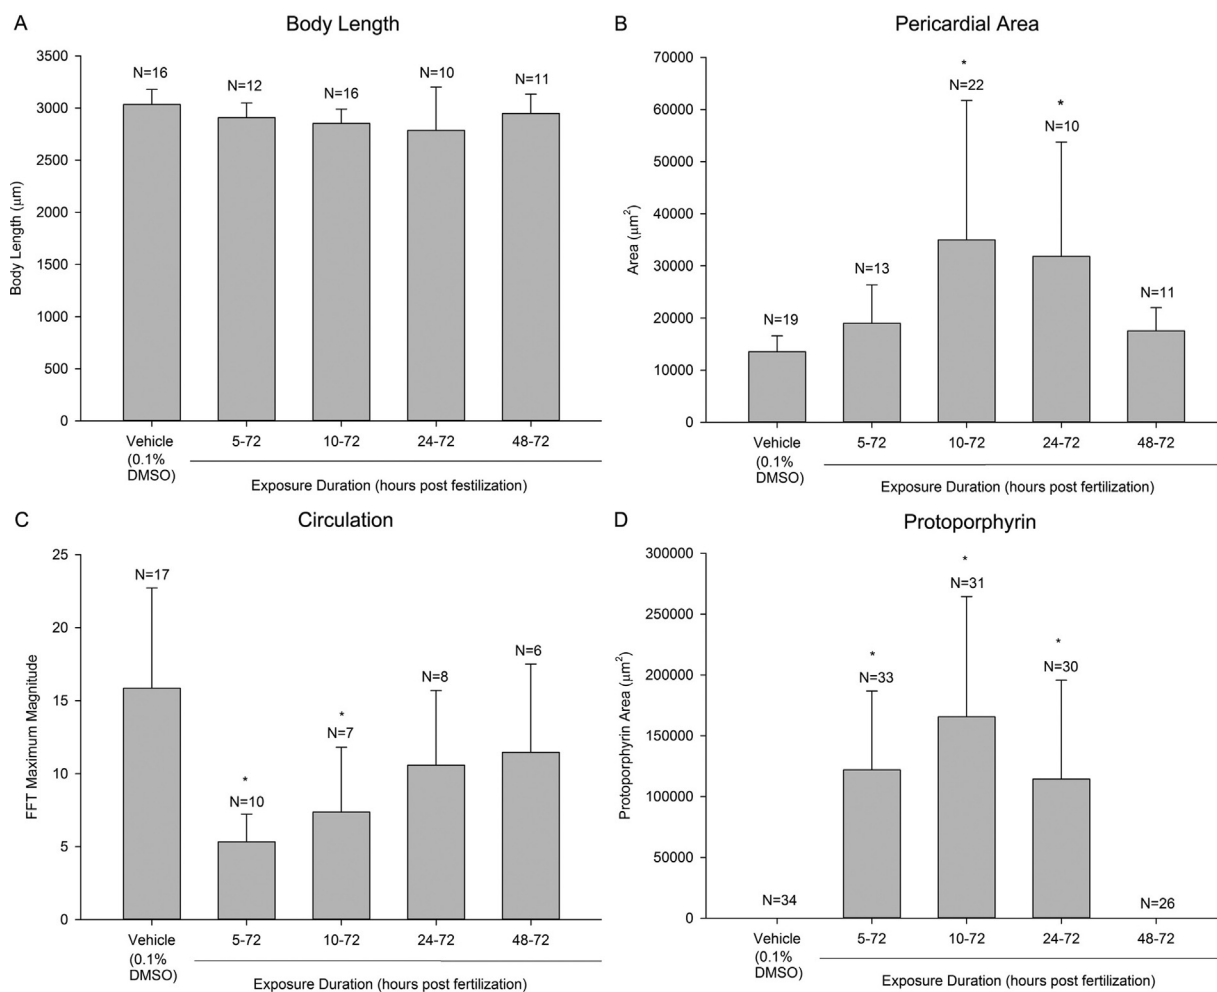 A
Body Length
3500
3000
2500
2000
1500
1000
500
0
Body Length (μm)
N=16
N=12
N=16
N=10
N=11
Vehicle
(0.1%
DMSO)
5-72
10-72
24-72
48-72
Exposure Duration (hours post festilization)
B
Pericardial Area
70000
60000
50000
40000
30000
20000
10000
0
Area (μm²)
N=19
N=13
*
N=22
*
N=10
N=11
Vehicle
(0.1%
DMSO)
5-72
10-72
24-72
48-72
Exposure Duration (hours post fertilization)
C
Circulation
25
20
15
10
5
0
FFT Maximum Magnitude
N=17
*
N=10
*
N=7
N=8
N=6
Vehicle
(0.1%
DMSO)
5-72
10-72
24-72
48-72
Exposure Duration (hours post fertilization)
D
Protoporphyrin
300000
250000
200000
150000
100000
50000
0
Protoporphyrin Area (μm²)
N=34
*
N=33
*
N=31
*
N=30
N=26
Vehicle
(0.1%
DMSO)
5-72
10-72
24-72
48-72
Exposure Duration (hours post fertilization)